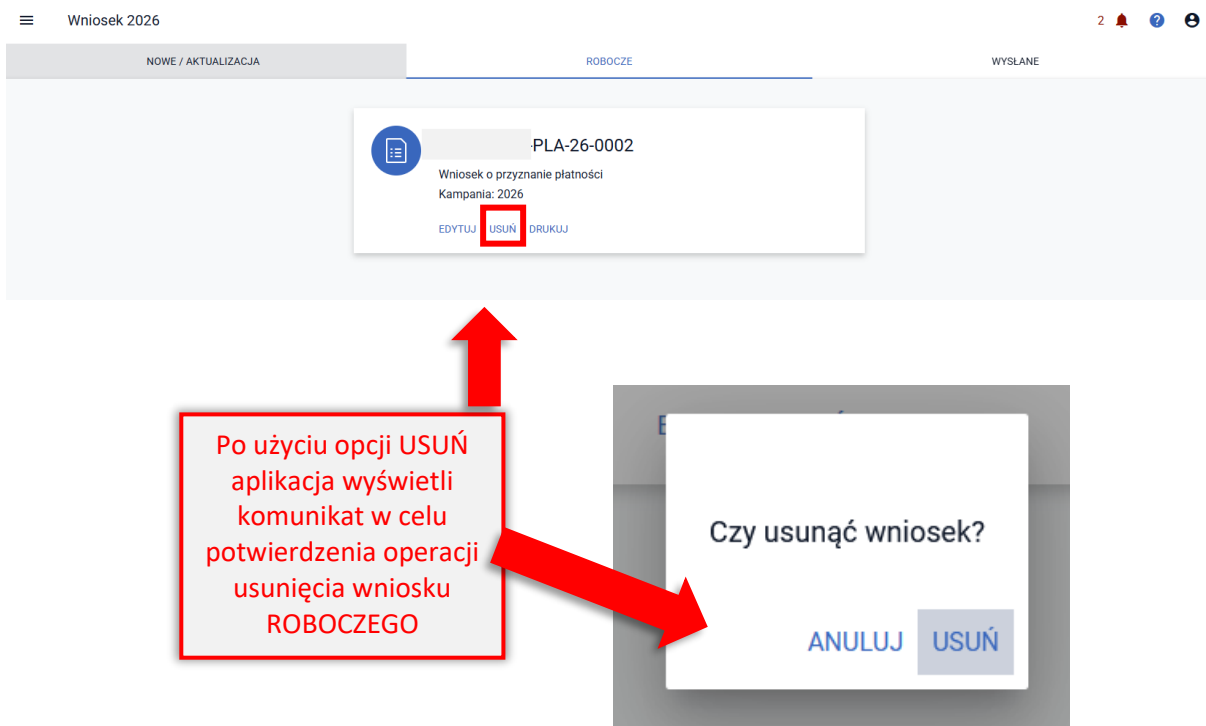 Wniosek 2026
2
NOWE / AKTUALIZACJA
ROBOCZE
WYSŁANE
-PLA-26-0002
Wniosek o przyznanie płatności
Kampania: 2026
EDYTUJ USUŃ DRUKUJ
Po użyciu opcji USUŃ
aplikacja wyświetli
komunikat w celu
potwierdzenia operacji
usunięcia wniosku
ROBOCZEGO
Czy usunąć wniosek?
ANULUJ USUŃ